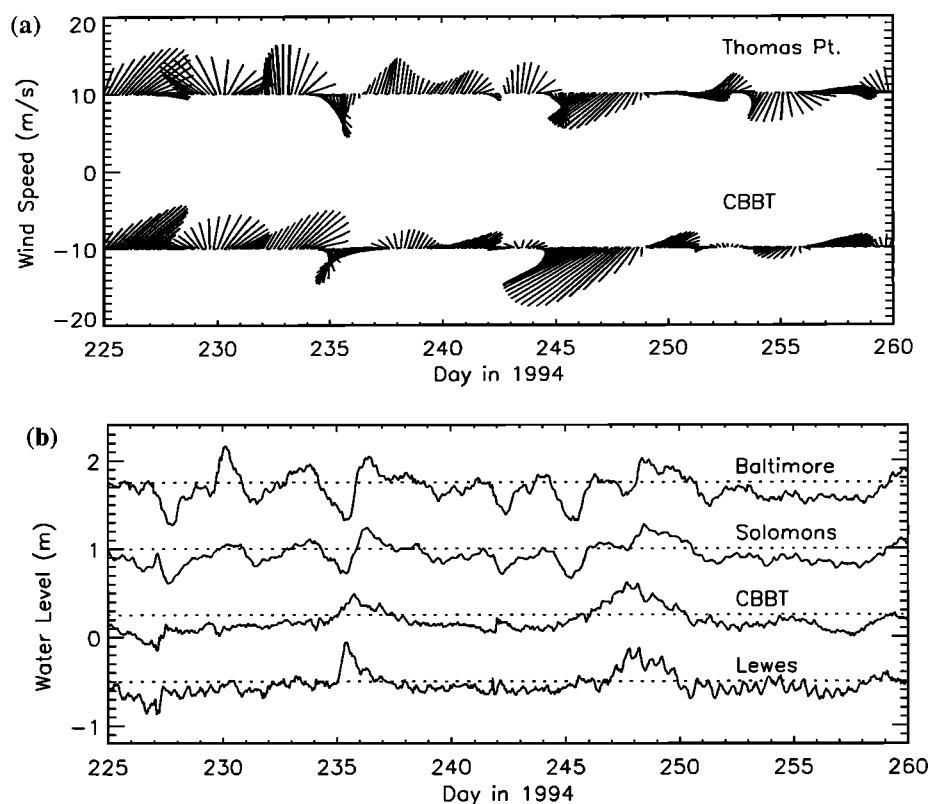 (a)
20
Thomas Pt.
10
Wind Speed (m/s)
0
CBBT
-10
-20
225 230 235 240 245 250 255 260
Day in 1994
(b)
2
Baltimore
Water Level (m)
Solomons
1
CBBT
0
Lewes
-1
225 230 235 240 245 250 255 260
Day in 1994